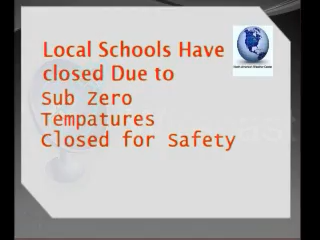 Local Schools Have
closed Due to
Sub Zero
Tempatures
Closed for Safety